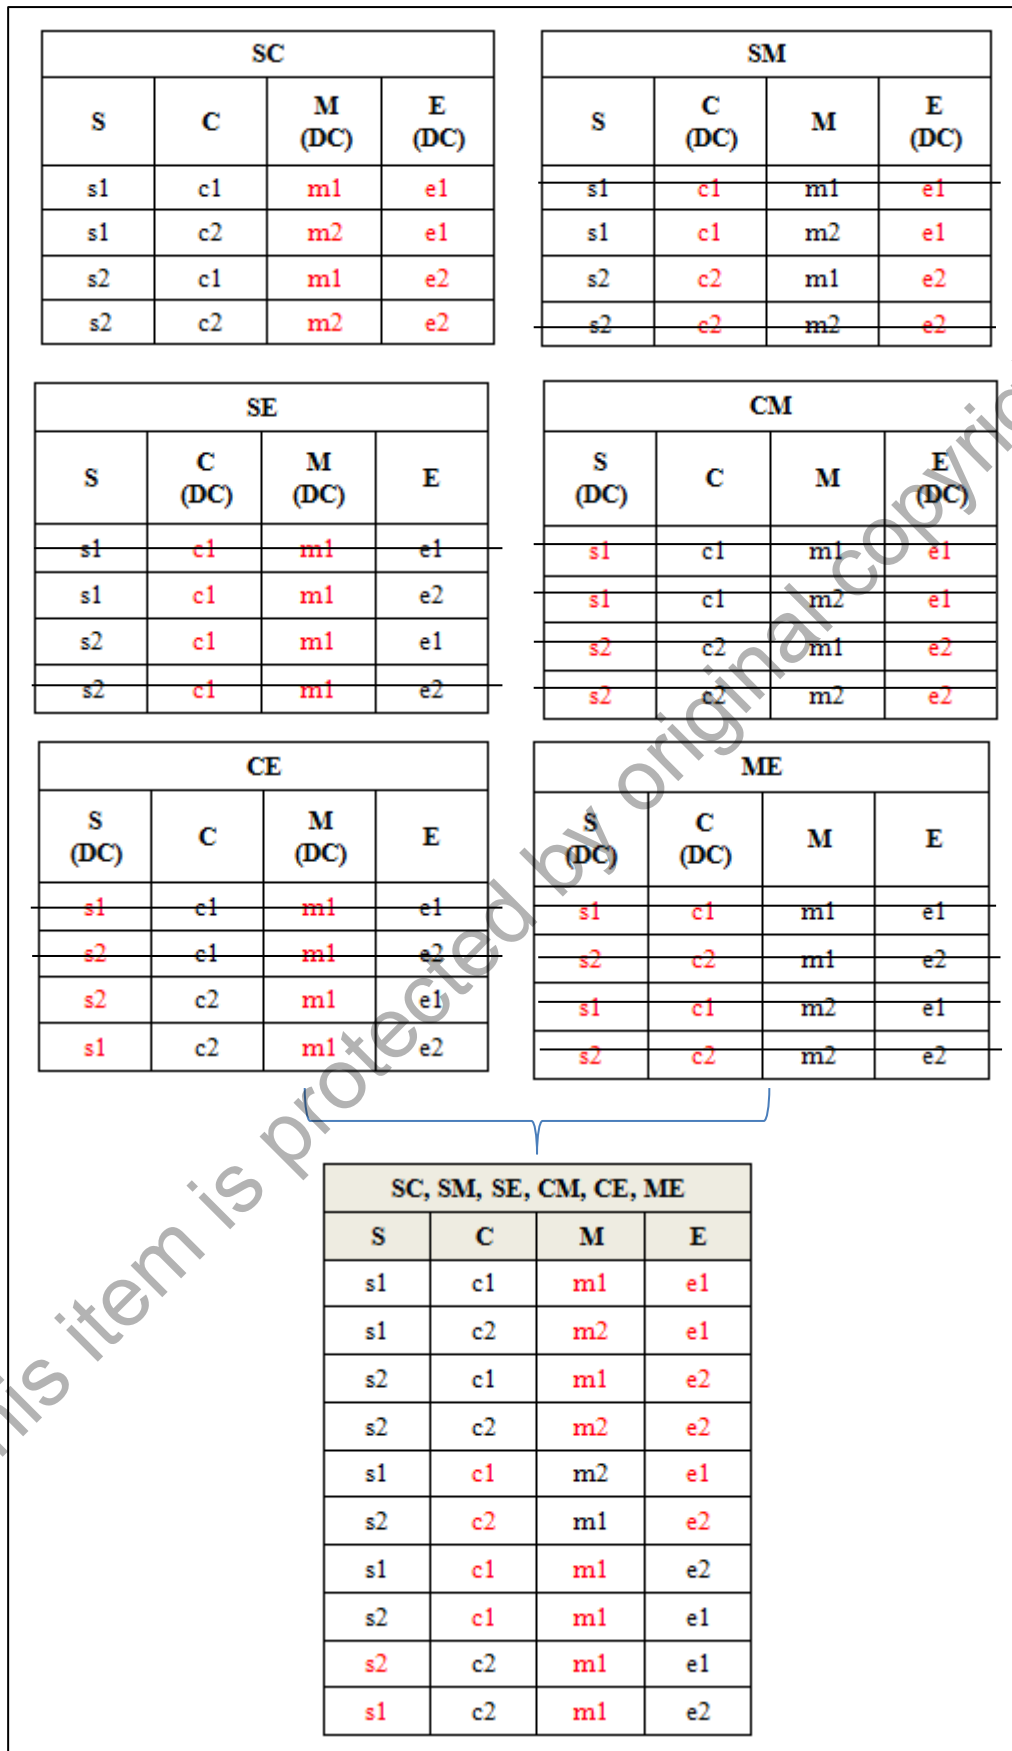 SC
S C M (DC) E (DC)
s1 c1 m1 e1
s1 c2 m2 e1
s2 c1 m1 e2
s2 c2 m2 e2
SM
S C (DC) M E (DC)
s1 c1 m1 e1
s1 c1 m2 e1
s2 c2 m1 e2
s2 c2 m2 e2
SE
S C (DC) M (DC) E
s1 c1 m1 e1
s1 c1 m1 e2
s2 c1 m1 e1
s2 c1 m1 e2
CM
S (DC) C M E (DC)
s1 c1 m1 e1
s1 c1 m2 e1
s2 c2 m1 e2
s2 c2 m2 e2
CE
S (DC) C M (DC) E
s1 c1 m1 e1
s2 c1 m1 e2
s2 c2 m1 e1
s1 c2 m1 e2
ME
S (DC) C (DC) M E
s1 c1 m1 e1
s2 c2 m1 e2
s1 c1 m2 e1
s2 c2 m2 e2
SC, SM, SE, CM, CE, ME
S C M E
s1 c1 m1 e1
s1 c2 m2 e1
s2 c1 m1 e2
s2 c2 m2 e2
s1 c1 m2 e1
s2 c2 m1 e2
s1 c1 m1 e2
s2 c1 m1 e1
s2 c2 m1 e1
s1 c2 m1 e2
his item is protected by original copyrig